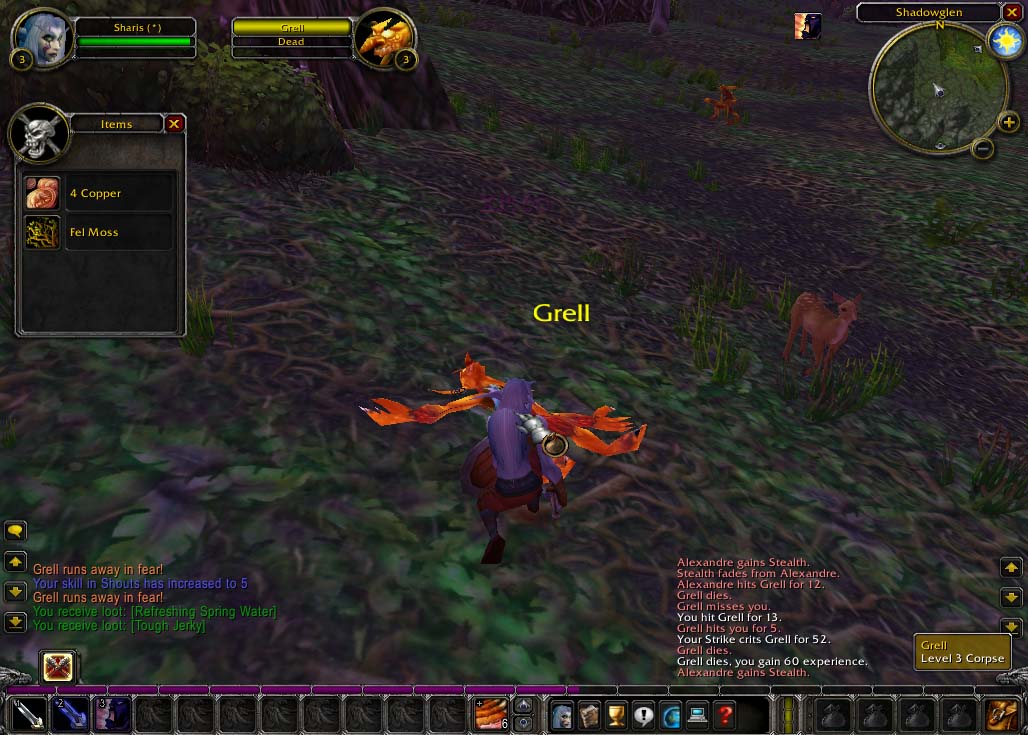 Sharis (*)
3
Grell
Dead
3
Shadowglen
N
Items
4 Copper
Fel Moss
Grell
Grell runs away in fear!
Your skill in Shouts has increased to 5
Grell runs away in fear!
You receive loot: [Refreshing Spring Water]
You receive loot: [Tough Jerky]
Alexandre gains Stealth.
Stealth fades from Alexandre.
Alexandre hits Grell for 12.
Grell dies.
Grell misses you.
You hit Grell for 13.
Grell hits you for 5.
Your Strike crits Grell for 52.
Grell dies.
Grell dies, you gain 60 experience.
Alexandre gains Stealth.
Grell
Level 3 Corpse
1
2
3
6